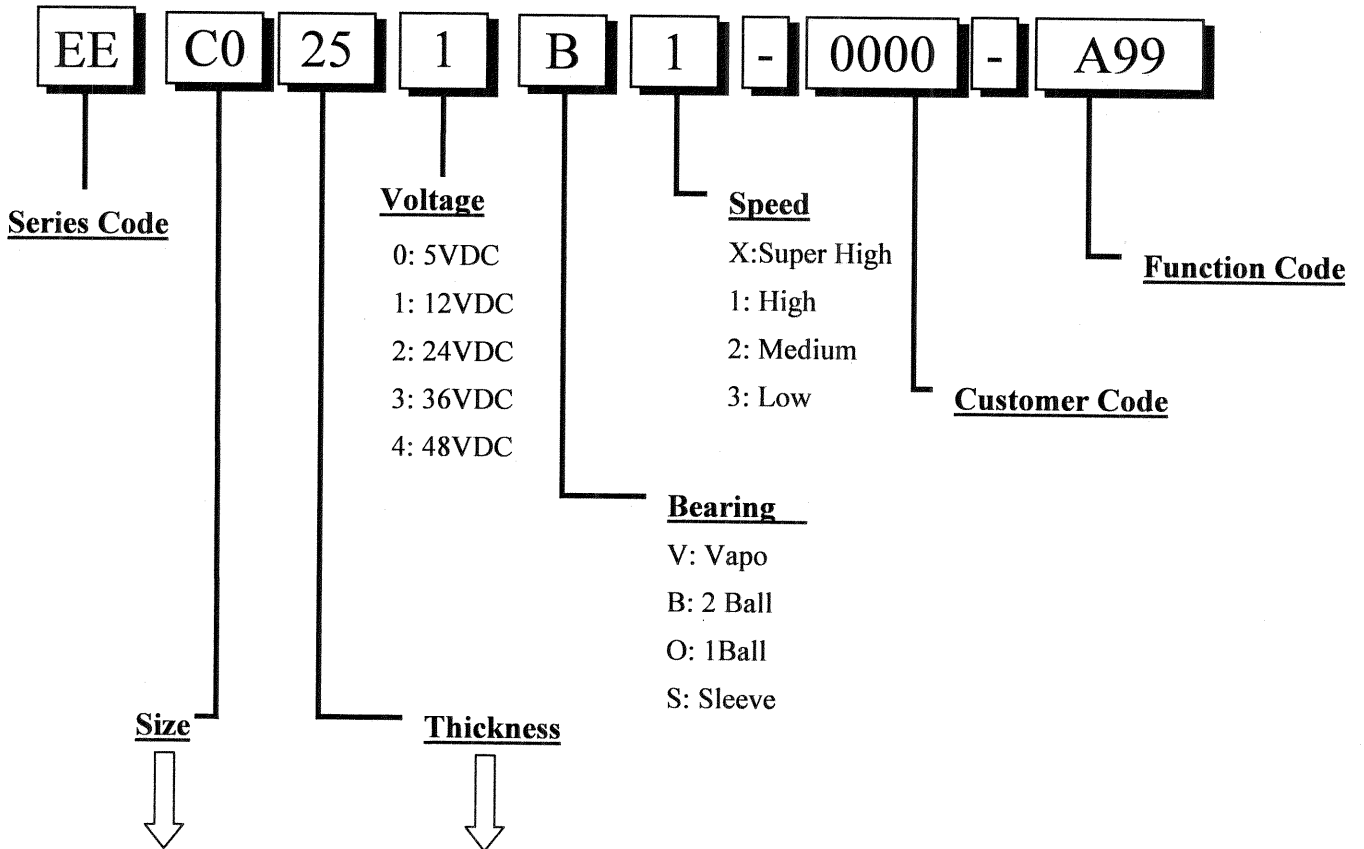 EE C0 25 1 B 1 - 0000 - A99
Series Code
Voltage
0: 5VDC
1: 12VDC
2: 24VDC
3: 36VDC
4: 48VDC
Speed
X:Super High
1: High
2: Medium
3: Low
Function Code
Customer Code
Bearing
V: Vapo
B: 2 Ball
O: 1Ball
S: Sleeve
Size
Thickness